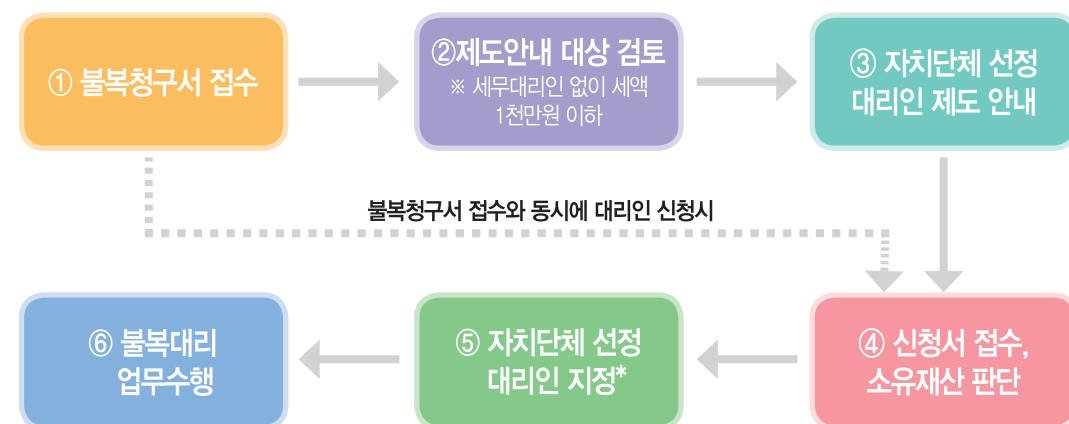 ① 불복청구서 접수
②제도안내 대상 검토
※ 세무대리인 없이 세액
1천만원 이하
③ 자치단체 선정
대리인 제도 안내
불복청구서 접수와 동시에 대리인 신청시
④ 신청서 접수,
소유재산 판단
⑤ 자치단체 선정
대리인 지정*
⑥ 불복대리
업무수행